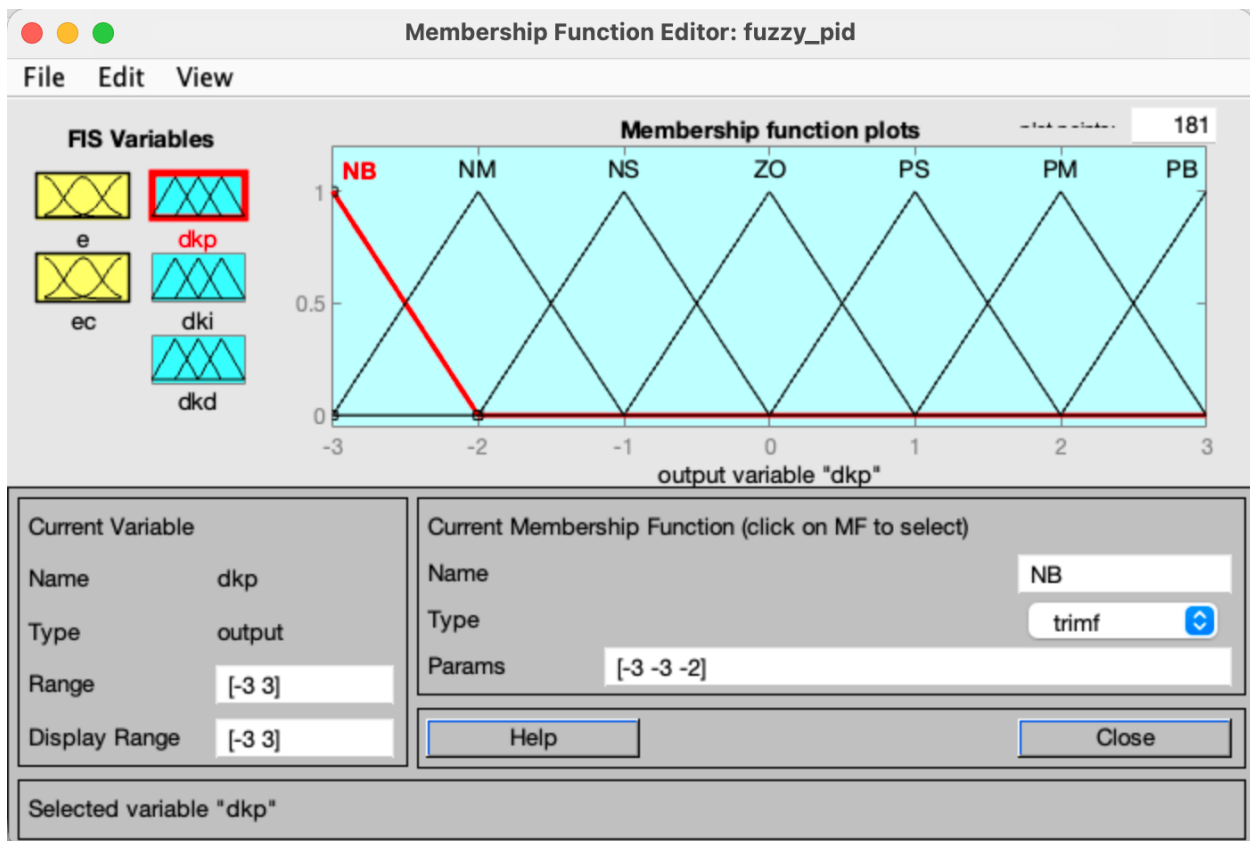 Membership Function Editor: fuzzy_pid
File Edit View
FIS Variables
e
dkp
ec
dki
dkd
Membership function plots
181
NB NM NS ZO PS PM PB
1
0.5
0
-3 -2 -1 0 1 2 3
output variable "dkp"
Current Variable
Name dkp
Type output
Range [-3 3]
Display Range [-3 3]
Current Membership Function (click on MF to select)
Name NB
Type trimf
Params [-3 -3 -2]
Help Close
Selected variable "dkp"